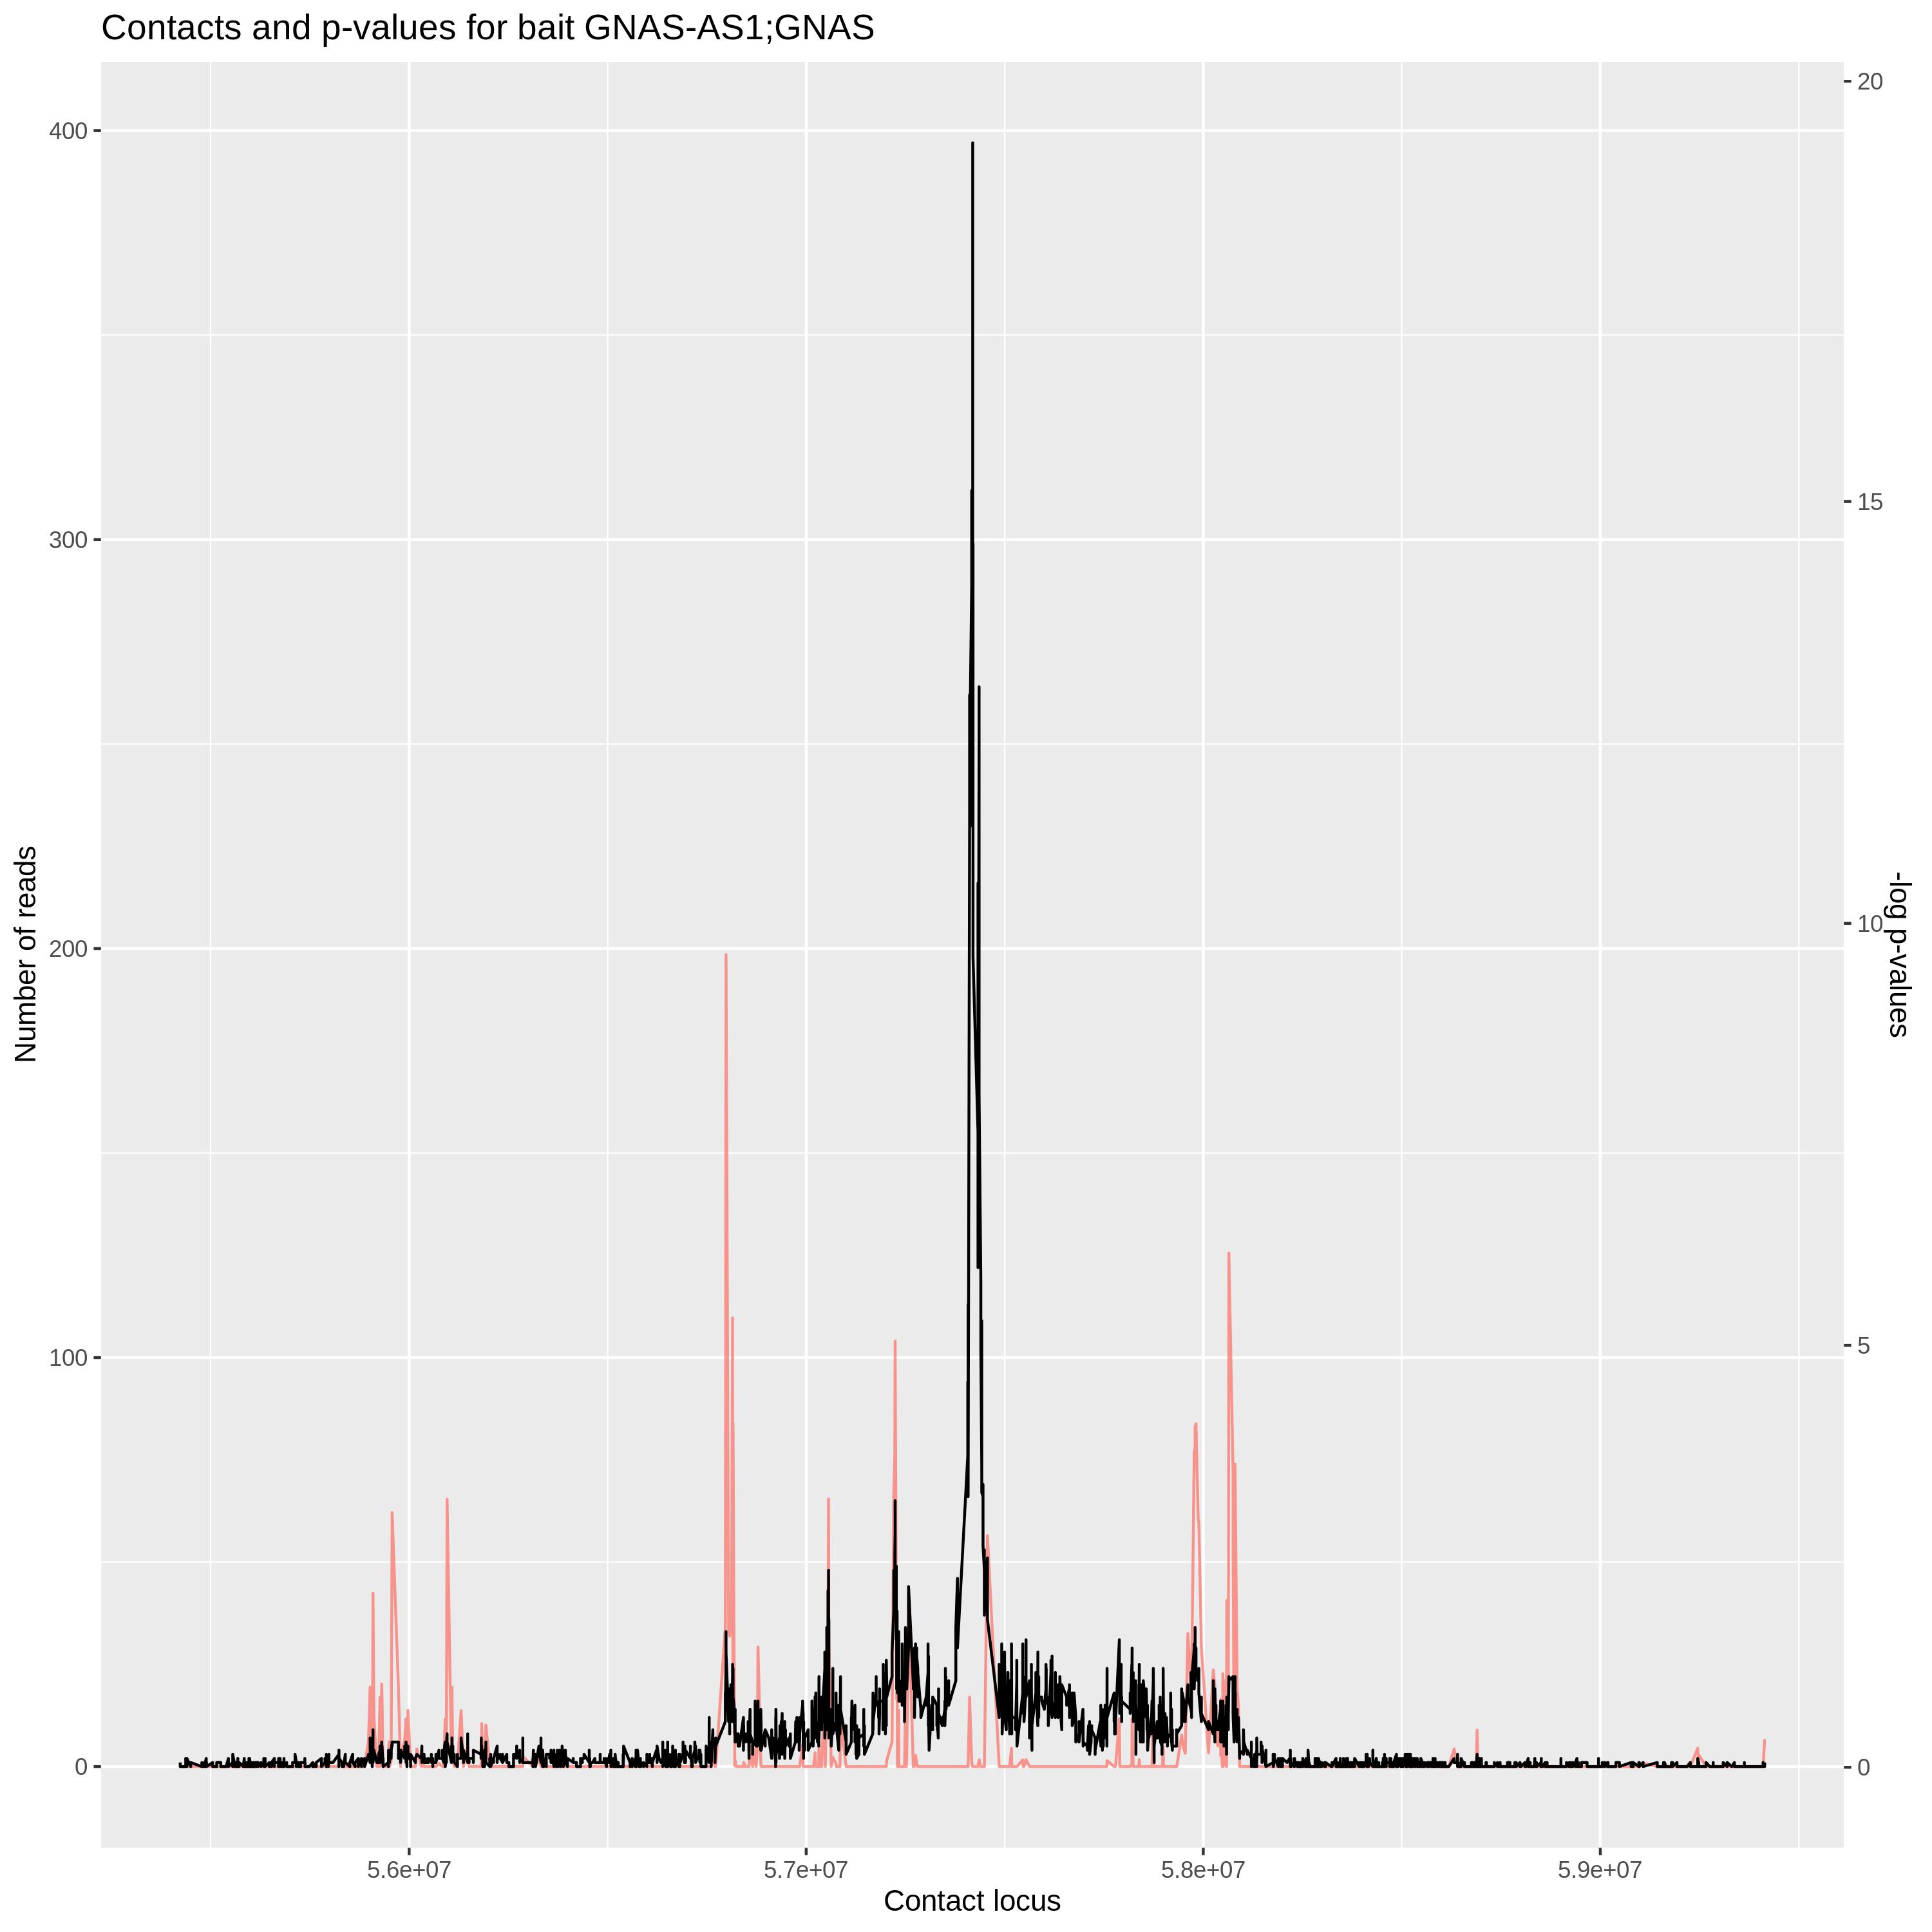 Contacts and p-values for bait GNAS-AS1;GNAS
Number of reads
400
300
200
100
0
20
15
10
5
0
-log p-values
5.6e+07
5.7e+07
5.8e+07
5.9e+07
Contact locus